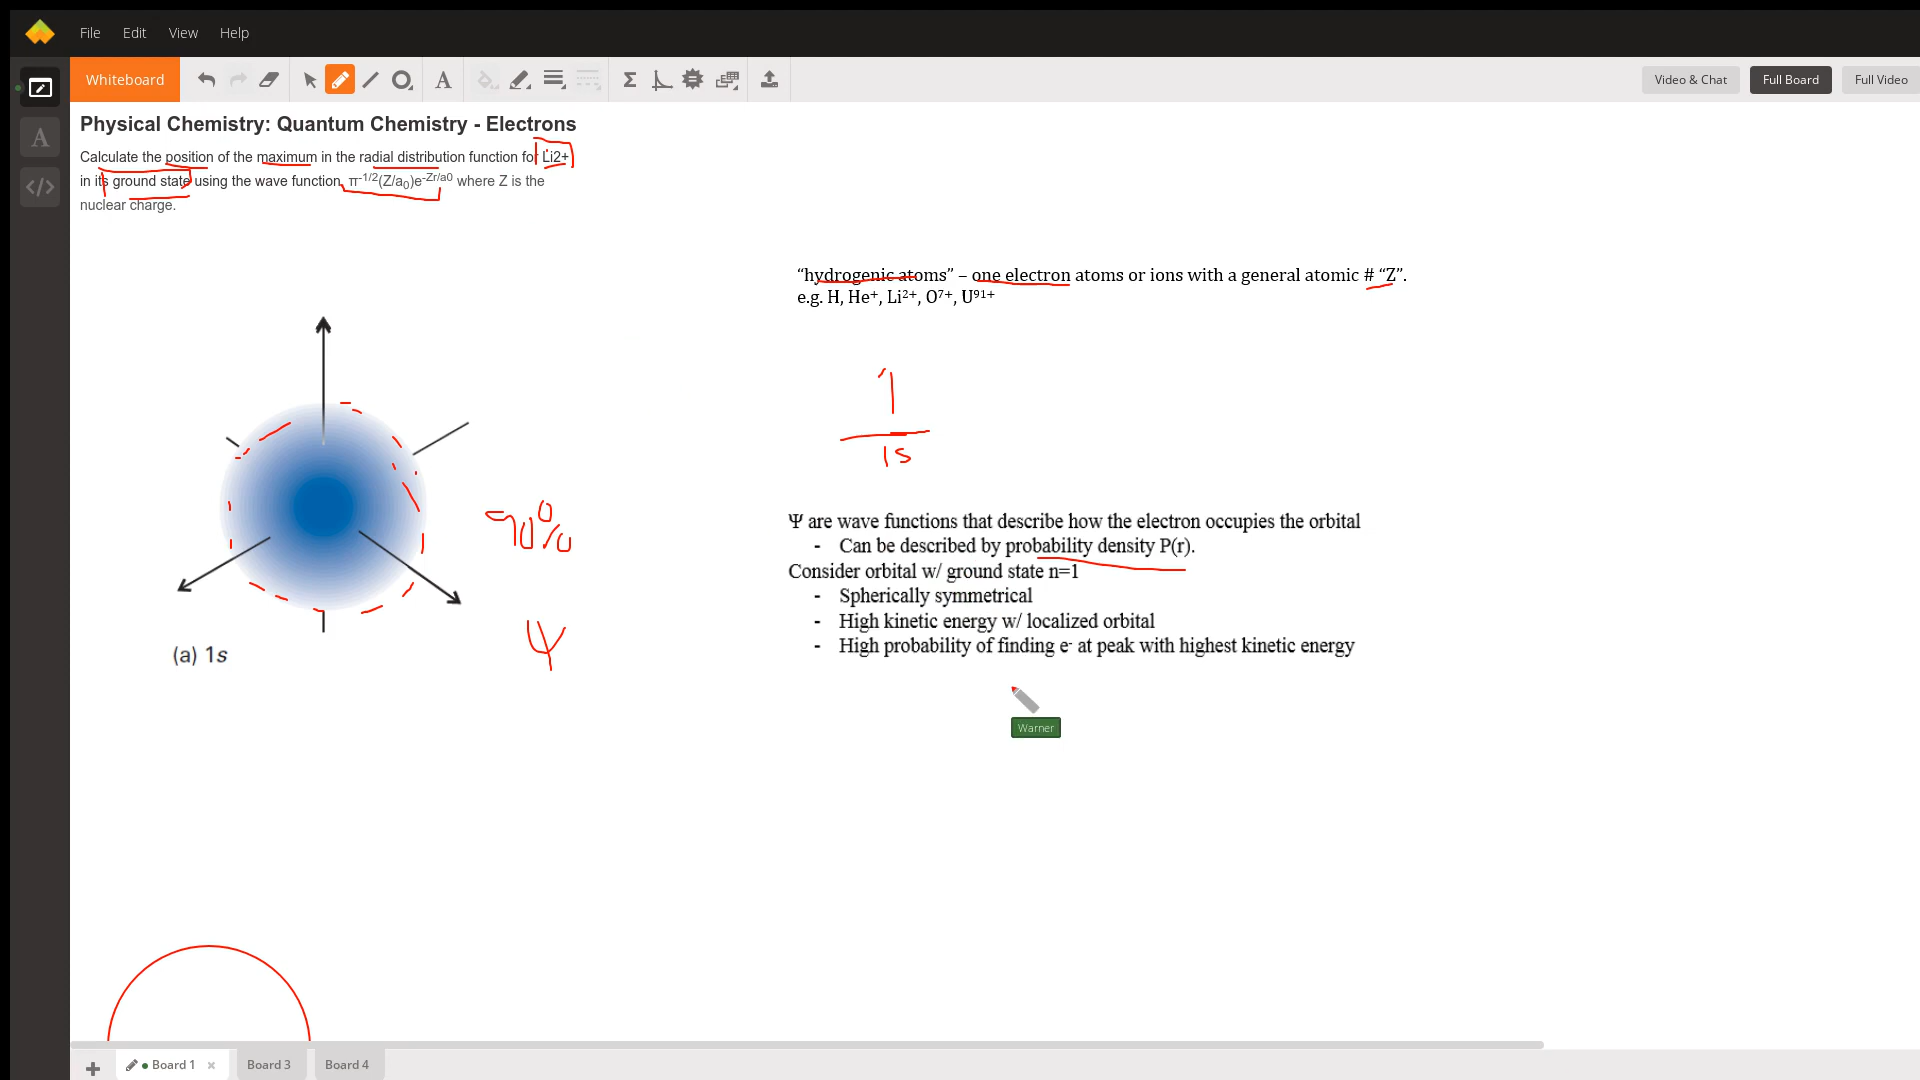 File Edit View Help
Whiteboard A Σ Video & Chat Full Board Full Video
A
</>
Physical Chemistry: Quantum Chemistry - Electrons
Calculate the position of the maximum in the radial distribution function for Li2+
in its ground state using the wave function, π^-1/2(Z/a₀)e^-Zr/a0 where Z is the
nuclear charge.
“hydrogenic atoms” – one electron atoms or ions with a general atomic # “Z”.
e.g. H, He⁺, Li²⁺, O⁷⁺, U⁹¹⁺
1
1s
90%
Ψ
(a) 1s
Ψ are wave functions that describe how the electron occupies the orbital
- Can be described by probability density P(r).
Consider orbital w/ ground state n=1
- Spherically symmetrical
- High kinetic energy w/ localized orbital
- High probability of finding e⁻ at peak with highest kinetic energy
Warner
Board 1 Board 3 Board 4